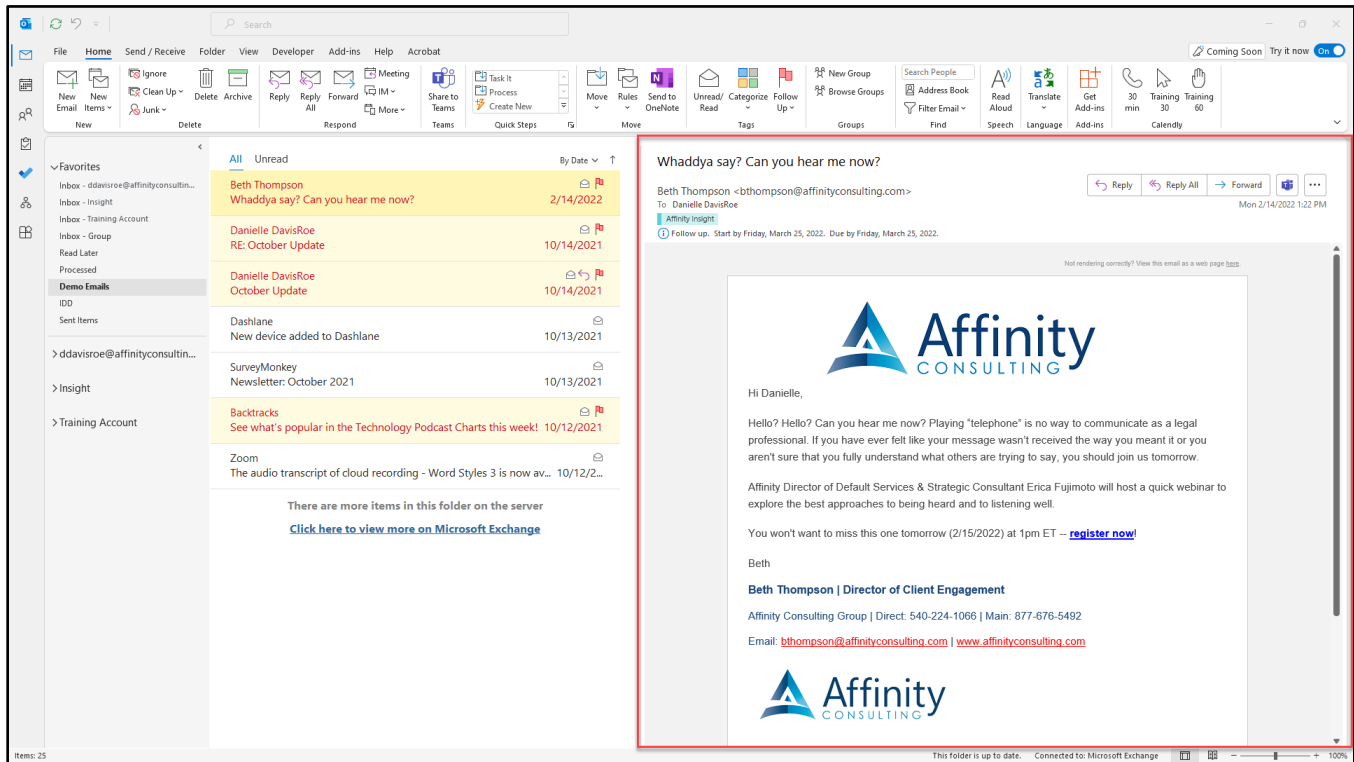 Search
File Home Send / Receive Folder View Developer Add-ins Help Acrobat
Coming Soon Try it now On
New Email
New Items
Ignore
Clean Up
Junk
Delete
Archive
Reply
Reply All
Forward
Meeting
IM
More
Share to Teams
Task It
Process
Create New
Move
Rules
Send to OneNote
Unread/ Read
Categorize
Follow Up
New Group
Browse Groups
Search People
Address Book
Filter Email
Read Aloud
Translate
Get Add-ins
30 min
Training 30
Training 60
New Delete Respond Teams Quick Steps Move Tags Groups Find Speech Language Add-ins Calendly
Favorites
Inbox - ddavisroe@affinityconsultin...
Inbox - Insight
Inbox - Training Account
Inbox - Group
Read Later
Processed
Demo Emails
IDD
Sent Items
ddavisroe@affinityconsultin...
Insight
Training Account
All Unread By Date
Beth Thompson
Whaddya say? Can you hear me now? 2/14/2022
Danielle DavisRoe
RE: October Update 10/14/2021
Danielle DavisRoe
October Update 10/14/2021
Dashlane
New device added to Dashlane 10/13/2021
SurveyMonkey
Newsletter: October 2021 10/13/2021
Backtracks
See what's popular in the Technology Podcast Charts this week! 10/12/2021
Zoom
The audio transcript of cloud recording - Word Styles 3 is now av... 10/12/2...
There are more items in this folder on the server
Click here to view more on Microsoft Exchange
Whaddya say? Can you hear me now?
Beth Thompson <bthompson@affinityconsulting.com>
Reply Reply All Forward
To Danielle DavisRoe
Mon 2/14/2022 1:22 PM
Affinity Insight
Follow up. Start by Friday, March 25, 2022. Due by Friday, March 25, 2022.
Not rendering correctly? View this email as a web page here.
Affinity
CONSULTING
Hi Danielle,
Hello? Hello? Can you hear me now? Playing “telephone” is no way to communicate as a legal
professional. If you have ever felt like your message wasn’t received the way you meant it or you
aren't sure that you fully understand what others are trying to say, you should join us tomorrow.
Affinity Director of Default Services & Strategic Consultant Erica Fujimoto will host a quick webinar to
explore the best approaches to being heard and to listening well.
You won't want to miss this one tomorrow (2/15/2022) at 1pm ET -- register now!
Beth
Beth Thompson | Director of Client Engagement
Affinity Consulting Group | Direct: 540-224-1066 | Main: 877-676-5492
Email: bthompson@affinityconsulting.com | www.affinityconsulting.com
Affinity
CONSULTING
Items: 25
This folder is up to date. Connected to: Microsoft Exchange 100%